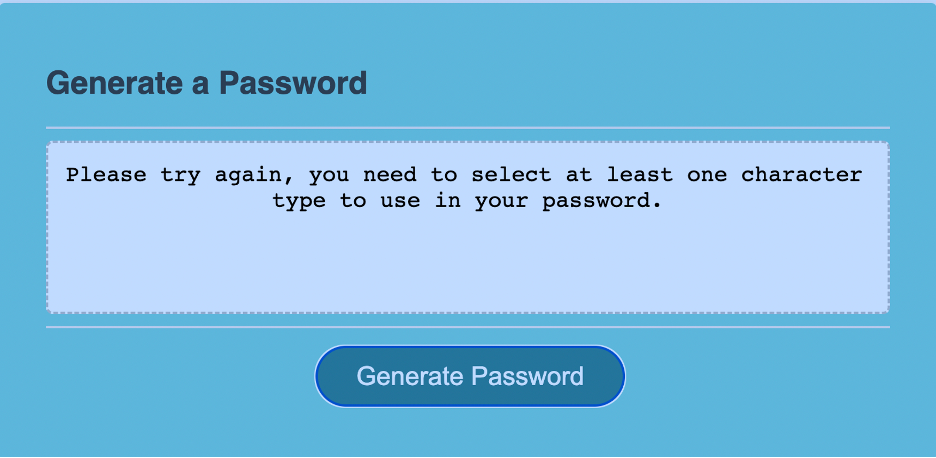 Generate a Password
Please try again, you need to select at least one character
type to use in your password.
Generate Password